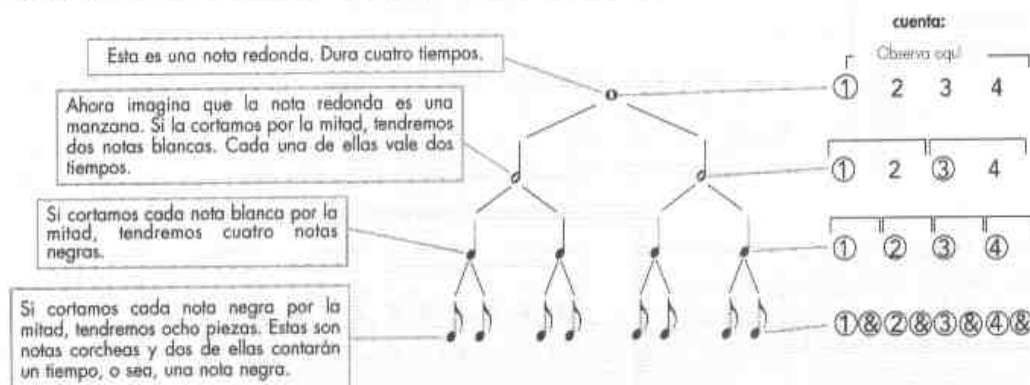 cuenta:
Observa aquí
Esta es una nota redonda. Dura cuatro tiempos.
1 2 3 4
Ahora imagina que la nota redonda es una
manzana. Si la cortamos por la mitad, tendremos
dos notas blancas. Cada una de ellas vale dos
tiempos.
1 2 3 4
Si cortamos cada nota blanca por la
mitad, tendremos cuatro notas
negras.
1 2 3 4
Si cortamos cada nota negra por la
mitad, tendremos ocho piezas. Estas son
notas corcheas y dos de ellas contarán
un tiempo, o sea, una nota negra.
1 & 2 & 3 & 4 &